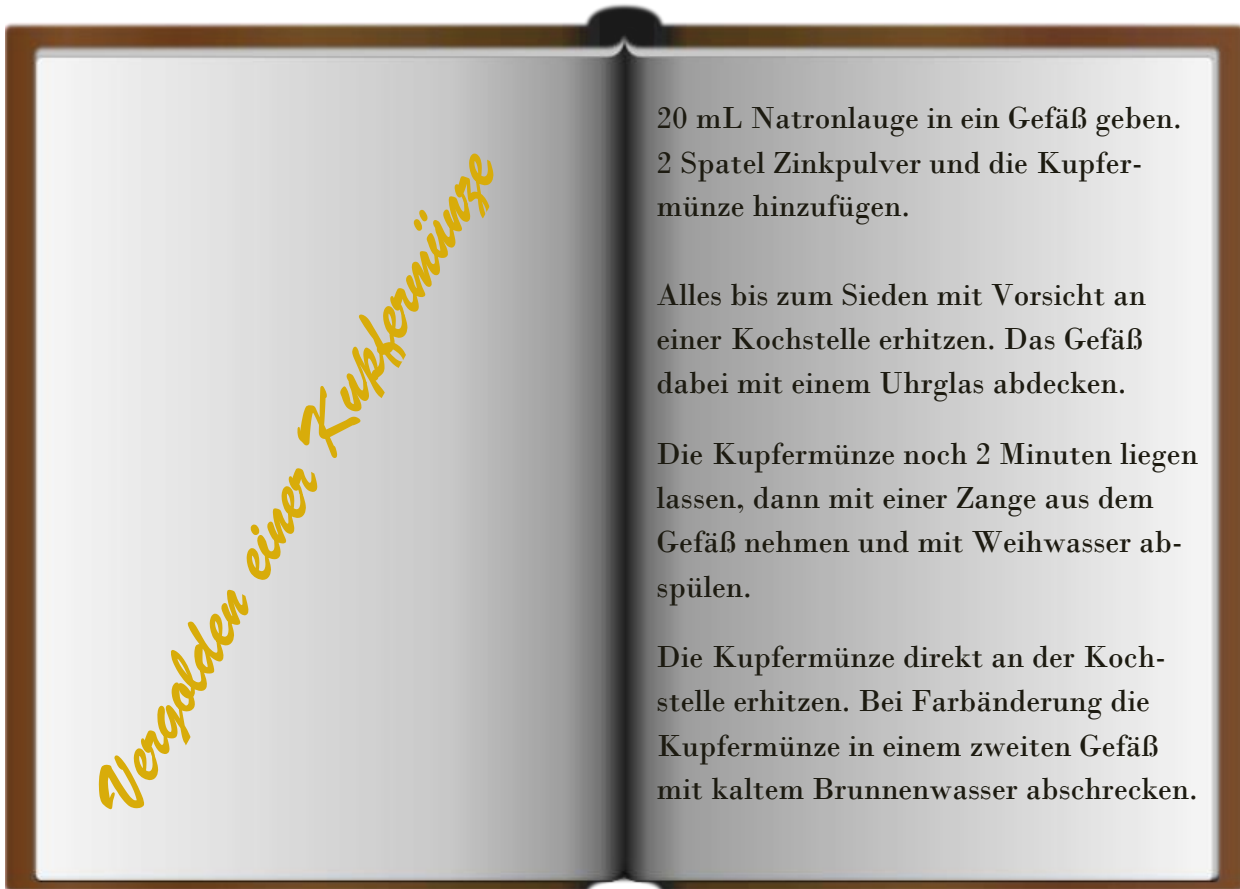 Vergolden einer Kupfermünze
20 mL Natronlauge in ein Gefäß geben.
2 Spatel Zinkpulver und die Kupfer-
münze hinzufügen.
Alles bis zum Sieden mit Vorsicht an
einer Kochstelle erhitzen. Das Gefäß
dabei mit einem Uhrglas abdecken.
Die Kupfermünze noch 2 Minuten liegen
lassen, dann mit einer Zange aus dem
Gefäß nehmen und mit Weihwasser ab-
spülen.
Die Kupfermünze direkt an der Koch-
stelle erhitzen. Bei Farbänderung die
Kupfermünze in einem zweiten Gefäß
mit kaltem Brunnenwasser abschrecken.